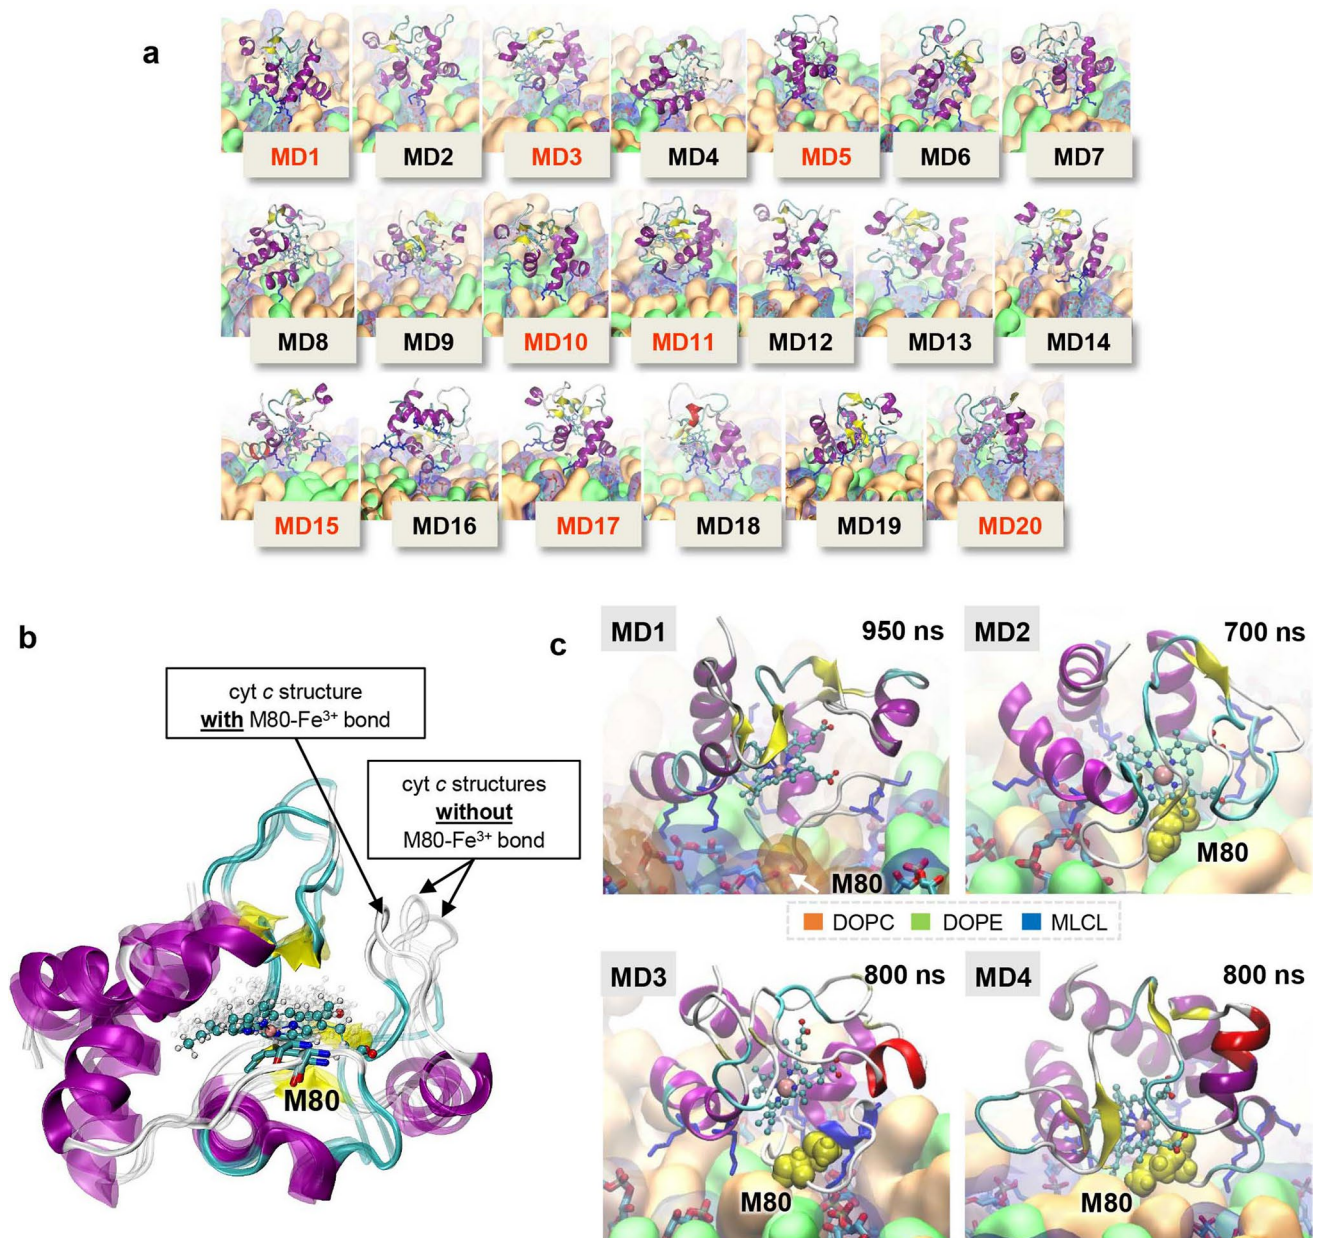 a
MD1 MD2 MD3 MD4 MD5 MD6 MD7
MD8 MD9 MD10 MD11 MD12 MD13 MD14
MD15 MD16 MD17 MD18 MD19 MD20
b
cyt c structure
with M80-Fe³⁺ bond
cyt c structures
without
M80-Fe³⁺ bond
M80
c
MD1 950 ns
M80
MD2 700 ns
M80
DOPC DOPE MLCL
MD3 800 ns
M80
MD4 800 ns
M80